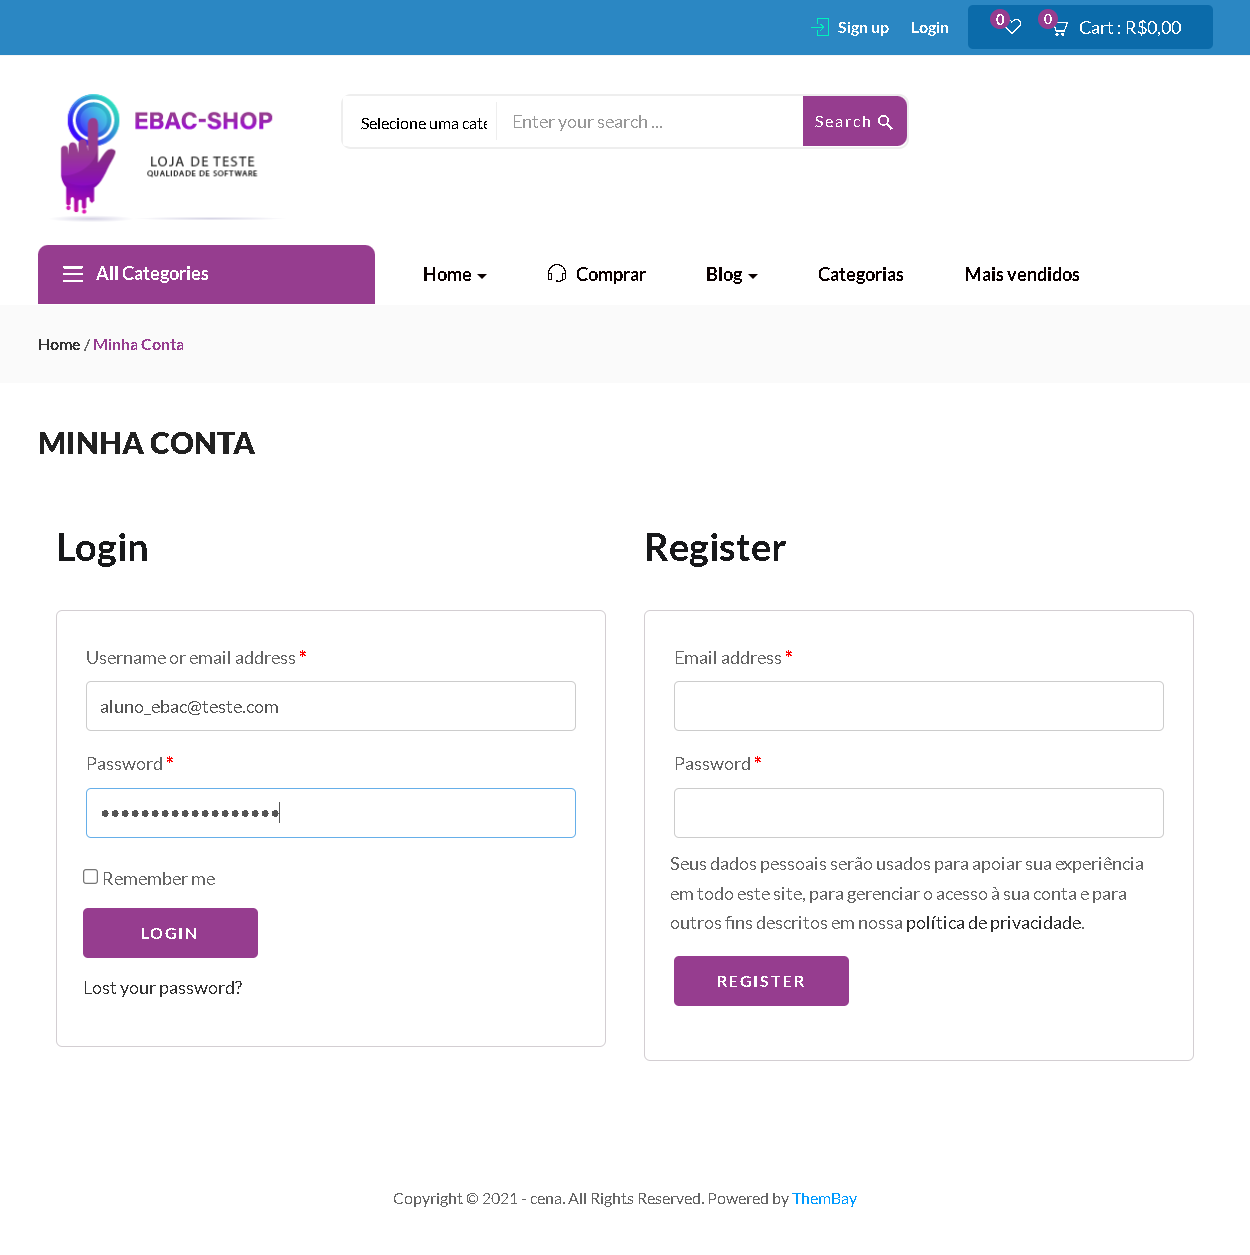 Sign up Login 0 0 Cart : R$0,00
EBAC-SHOP
LOJA DE TESTE
QUALIDADE DE SOFTWARE
Selecione uma cate Enter your search ... Search
All Categories Home Comprar Blog Categorias Mais vendidos
Home / Minha Conta
MINHA CONTA
Login
Username or email address *
aluno_ebac@teste.com
Password *
••••••••••••••••••
Remember me
LOGIN
Lost your password?
Register
Email address *
Password *
Seus dados pessoais serão usados para apoiar sua experiência
em todo este site, para gerenciar o acesso à sua conta e para
outros fins descritos em nossa política de privacidade.
REGISTER
Copyright © 2021 - cena. All Rights Reserved. Powered by ThemBay